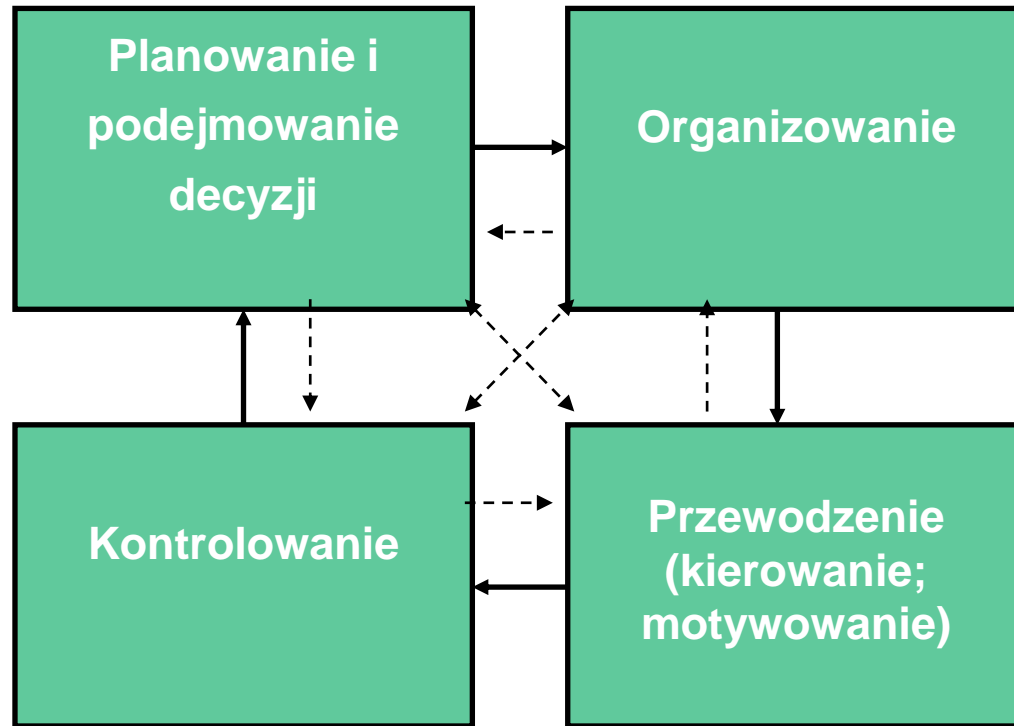 Planowanie i
podejmowanie
decyzji
Organizowanie
Kontrolowanie
Przewodzenie
(kierowanie;
motywowanie)